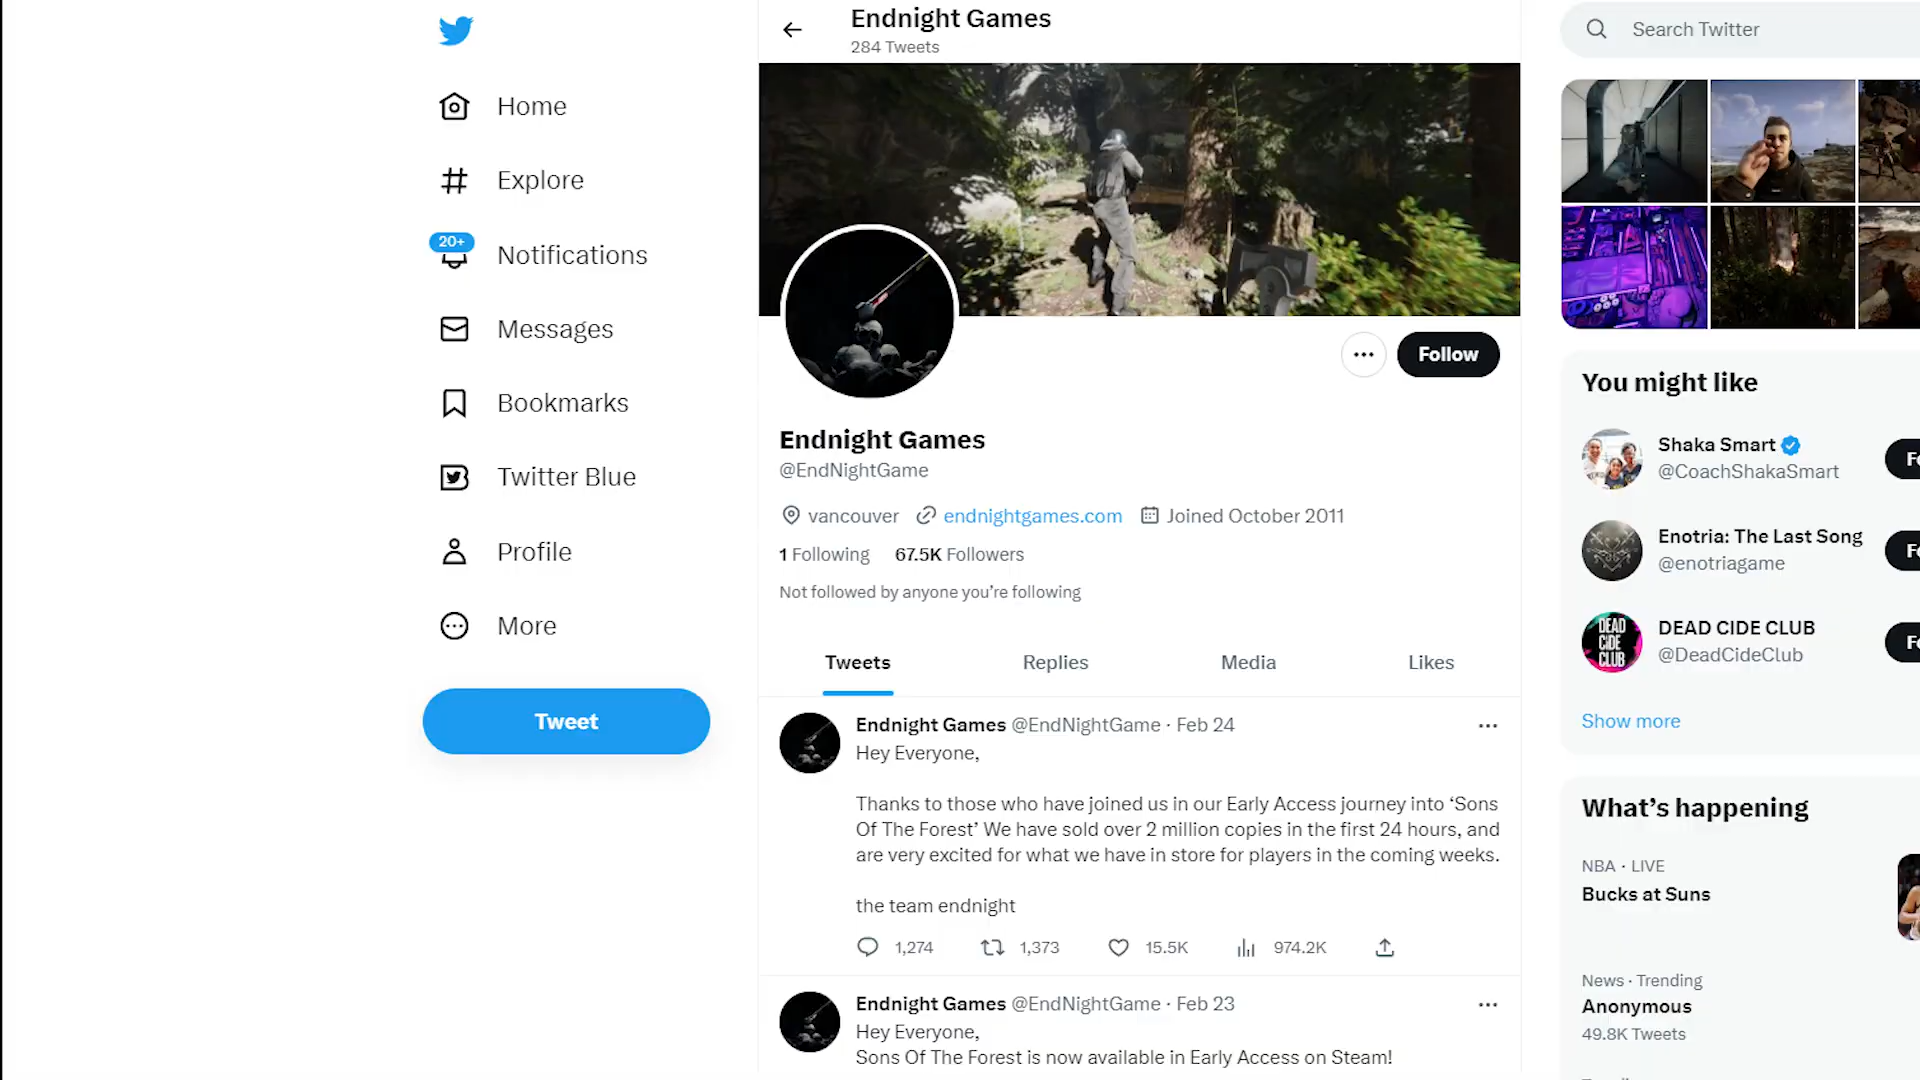 Endnight Games
284 Tweets
Search Twitter
Home
Explore
20+
Notifications
Messages
Bookmarks
Twitter Blue
Profile
More
Tweet
Follow
Endnight Games
@EndNightGame
vancouver endnightgames.com Joined October 2011
1 Following 67.5K Followers
Not followed by anyone you're following
Tweets Replies Media Likes
Endnight Games @EndNightGame · Feb 24
Hey Everyone,
Thanks to those who have joined us in our Early Access journey into ‘Sons
Of The Forest’ We have sold over 2 million copies in the first 24 hours, and
are very excited for what we have in store for players in the coming weeks.
the team endnight
1,274 1,373 15.5K 974.2K
Endnight Games @EndNightGame · Feb 23
Hey Everyone,
Sons Of The Forest is now available in Early Access on Steam!
You might like
Shaka Smart
@CoachShakaSmart
Enotria: The Last Song
@enotriagame
DEAD CIDE CLUB
DEAD CIDE CLUB
@DeadCideClub
Show more
What's happening
NBA · LIVE
Bucks at Suns
News · Trending
Anonymous
49.8K Tweets